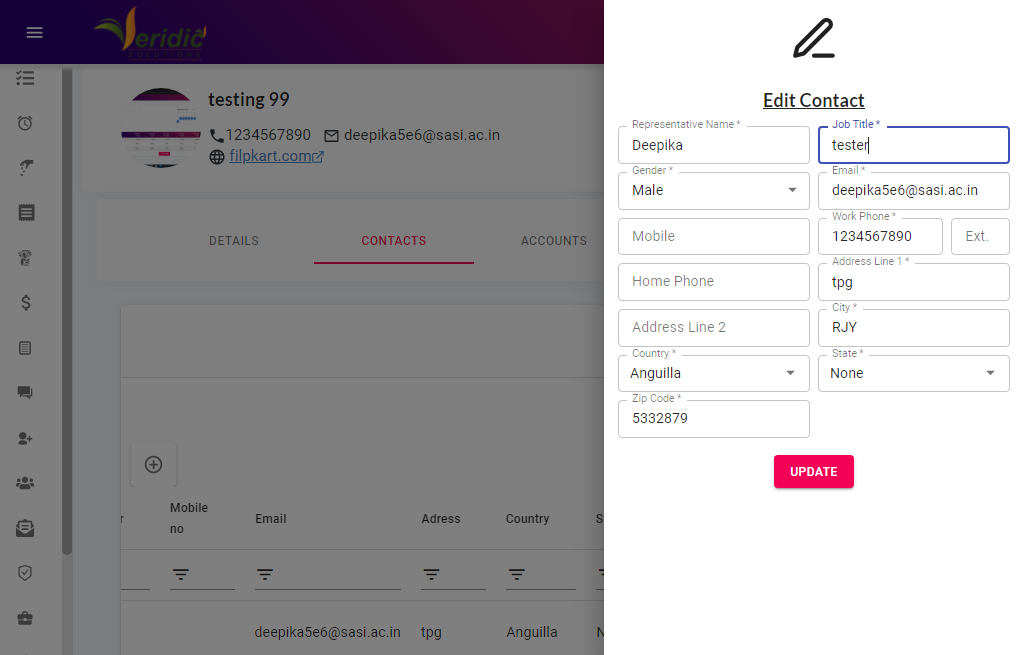 Veridic
SOLUTIONS
testing 99
1234567890 deepika5e6@sasi.ac.in
filpkart.com
DETAILS CONTACTS ACCOUNTS
Mobile no Email Adress Country
deepika5e6@sasi.ac.in tpg Anguilla
Edit Contact
Representative Name *
Deepika
Job Title *
tester
Gender *
Male
Email *
deepika5e6@sasi.ac.in
Mobile
Work Phone *
1234567890
Ext.
Home Phone
Address Line 1 *
tpg
Address Line 2
City *
RJY
Country *
Anguilla
State *
None
Zip Code *
5332879
UPDATE